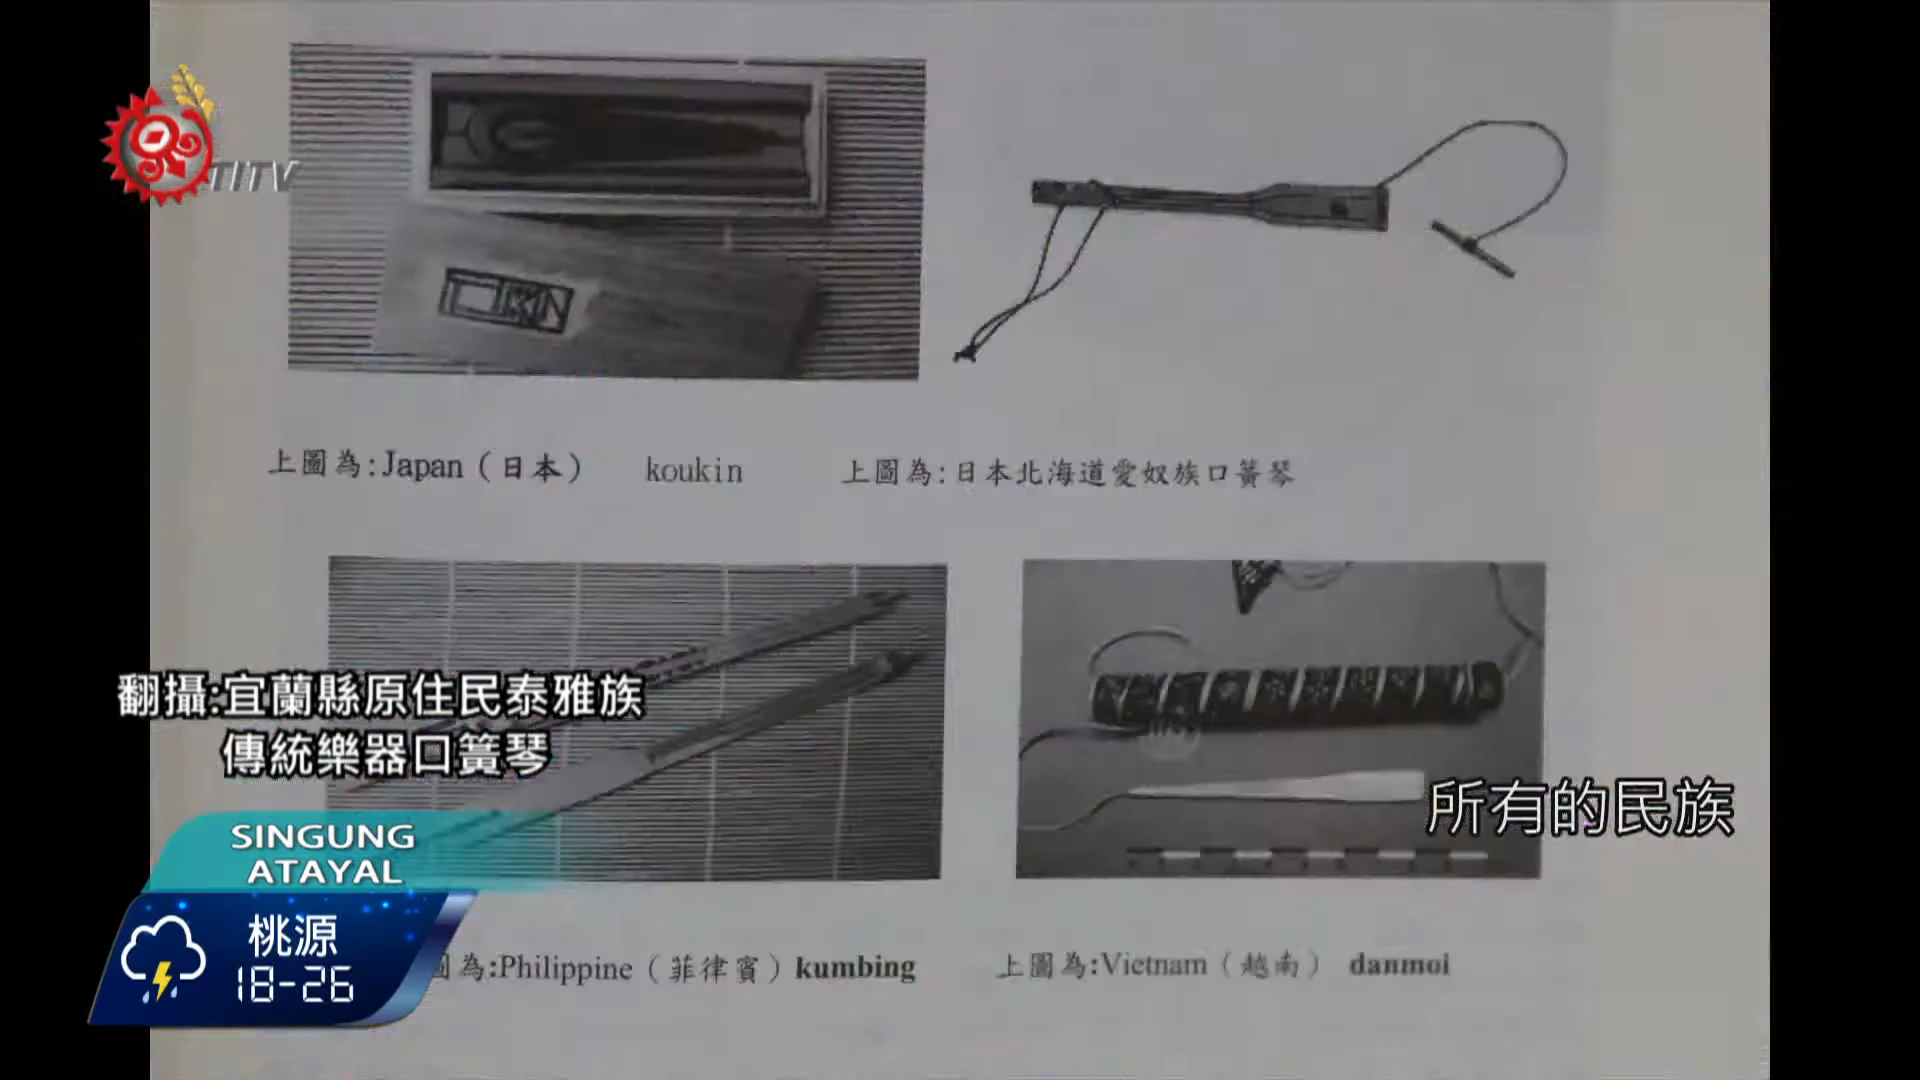 TITV
上圖為:Japan（日本） koukin
上圖為:日本北海道愛奴族口簧琴
翻攝:宜蘭縣原住民泰雅族
傳統樂器口簧琴
所有的民族
SINGUNG
ATAYAL
桃源
18-26
圖為:Philippine（菲律賓）kumbing
上圖為:Vietnam（越南） danmoi